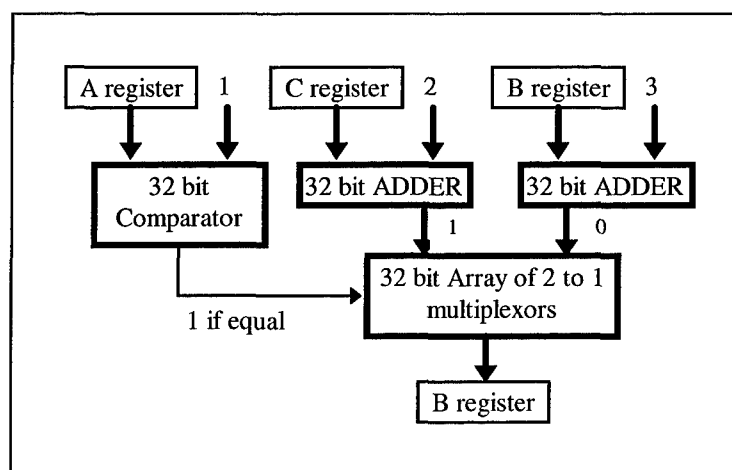 A register 1 C register 2 B register 3
32 bit
Comparator
32 bit ADDER
32 bit ADDER
1 0
32 bit Array of 2 to 1
multiplexors
1 if equal
B register